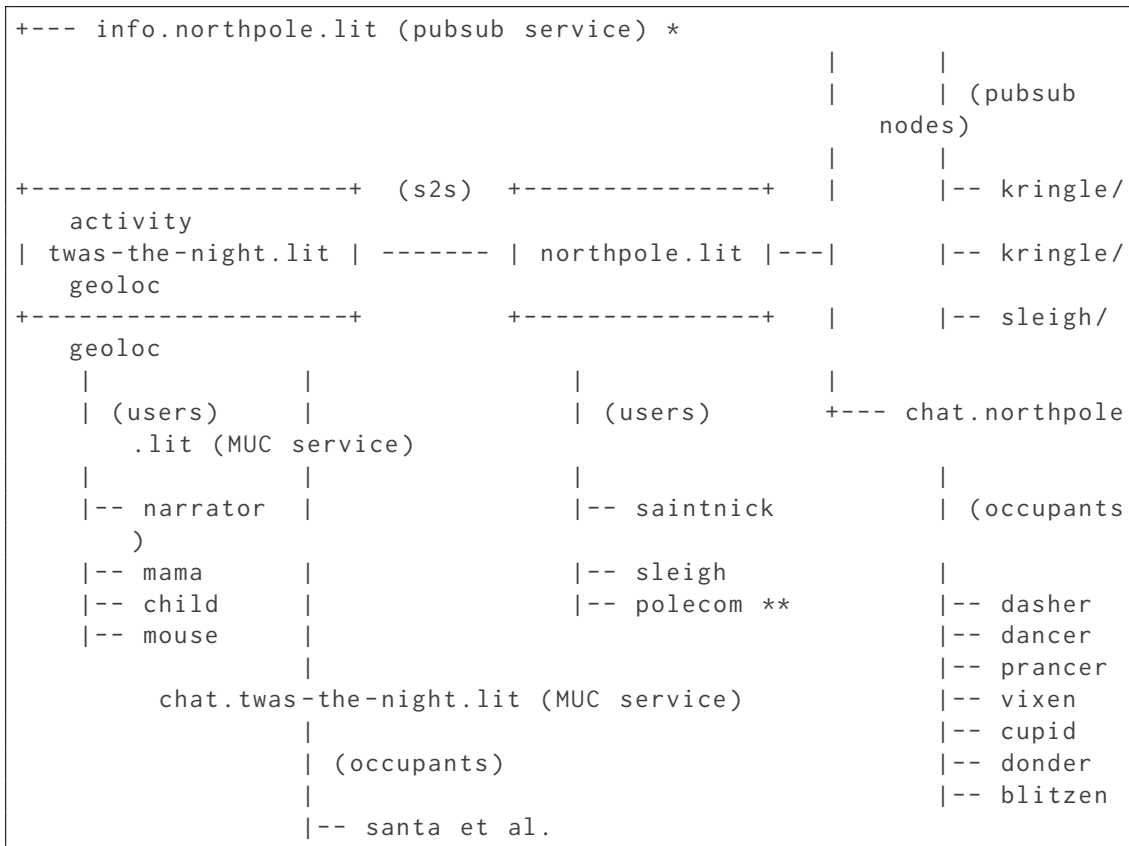 +--- info.northpole.lit (pubsub service) *
| |
| | (pubsub
nodes)
| |
+---------------------+ (s2s) +---------------+ | |-- kringle/
activity
| twas-the-night.lit | ------- | northpole.lit |---| |-- kringle/
geoloc
+---------------------+ +---------------+ | |-- sleigh/
geoloc
| | | |
| (users) | | (users) +--- chat.northpole
.lit (MUC service)
| | | |
|-- narrator | |-- saintnick | (occupants
)
|-- mama | |-- sleigh |
|-- child | |-- polecom ** |-- dasher
|-- mouse | |-- dancer
| |-- prancer
chat.twas-the-night.lit (MUC service) |-- vixen
| |-- cupid
| (occupants) |-- donder
| |-- blitzen
|-- santa et al.